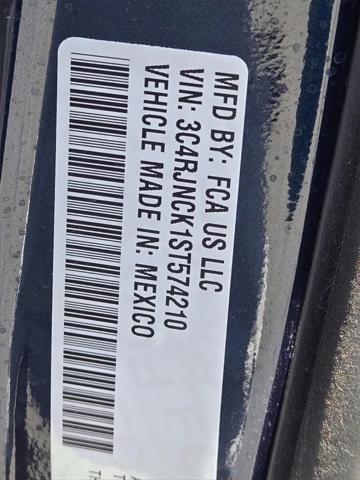 MFD BY: FCA US LLC
VIN: 3C4RJNCK1ST574210
VEHICLE MADE IN: MEXICO